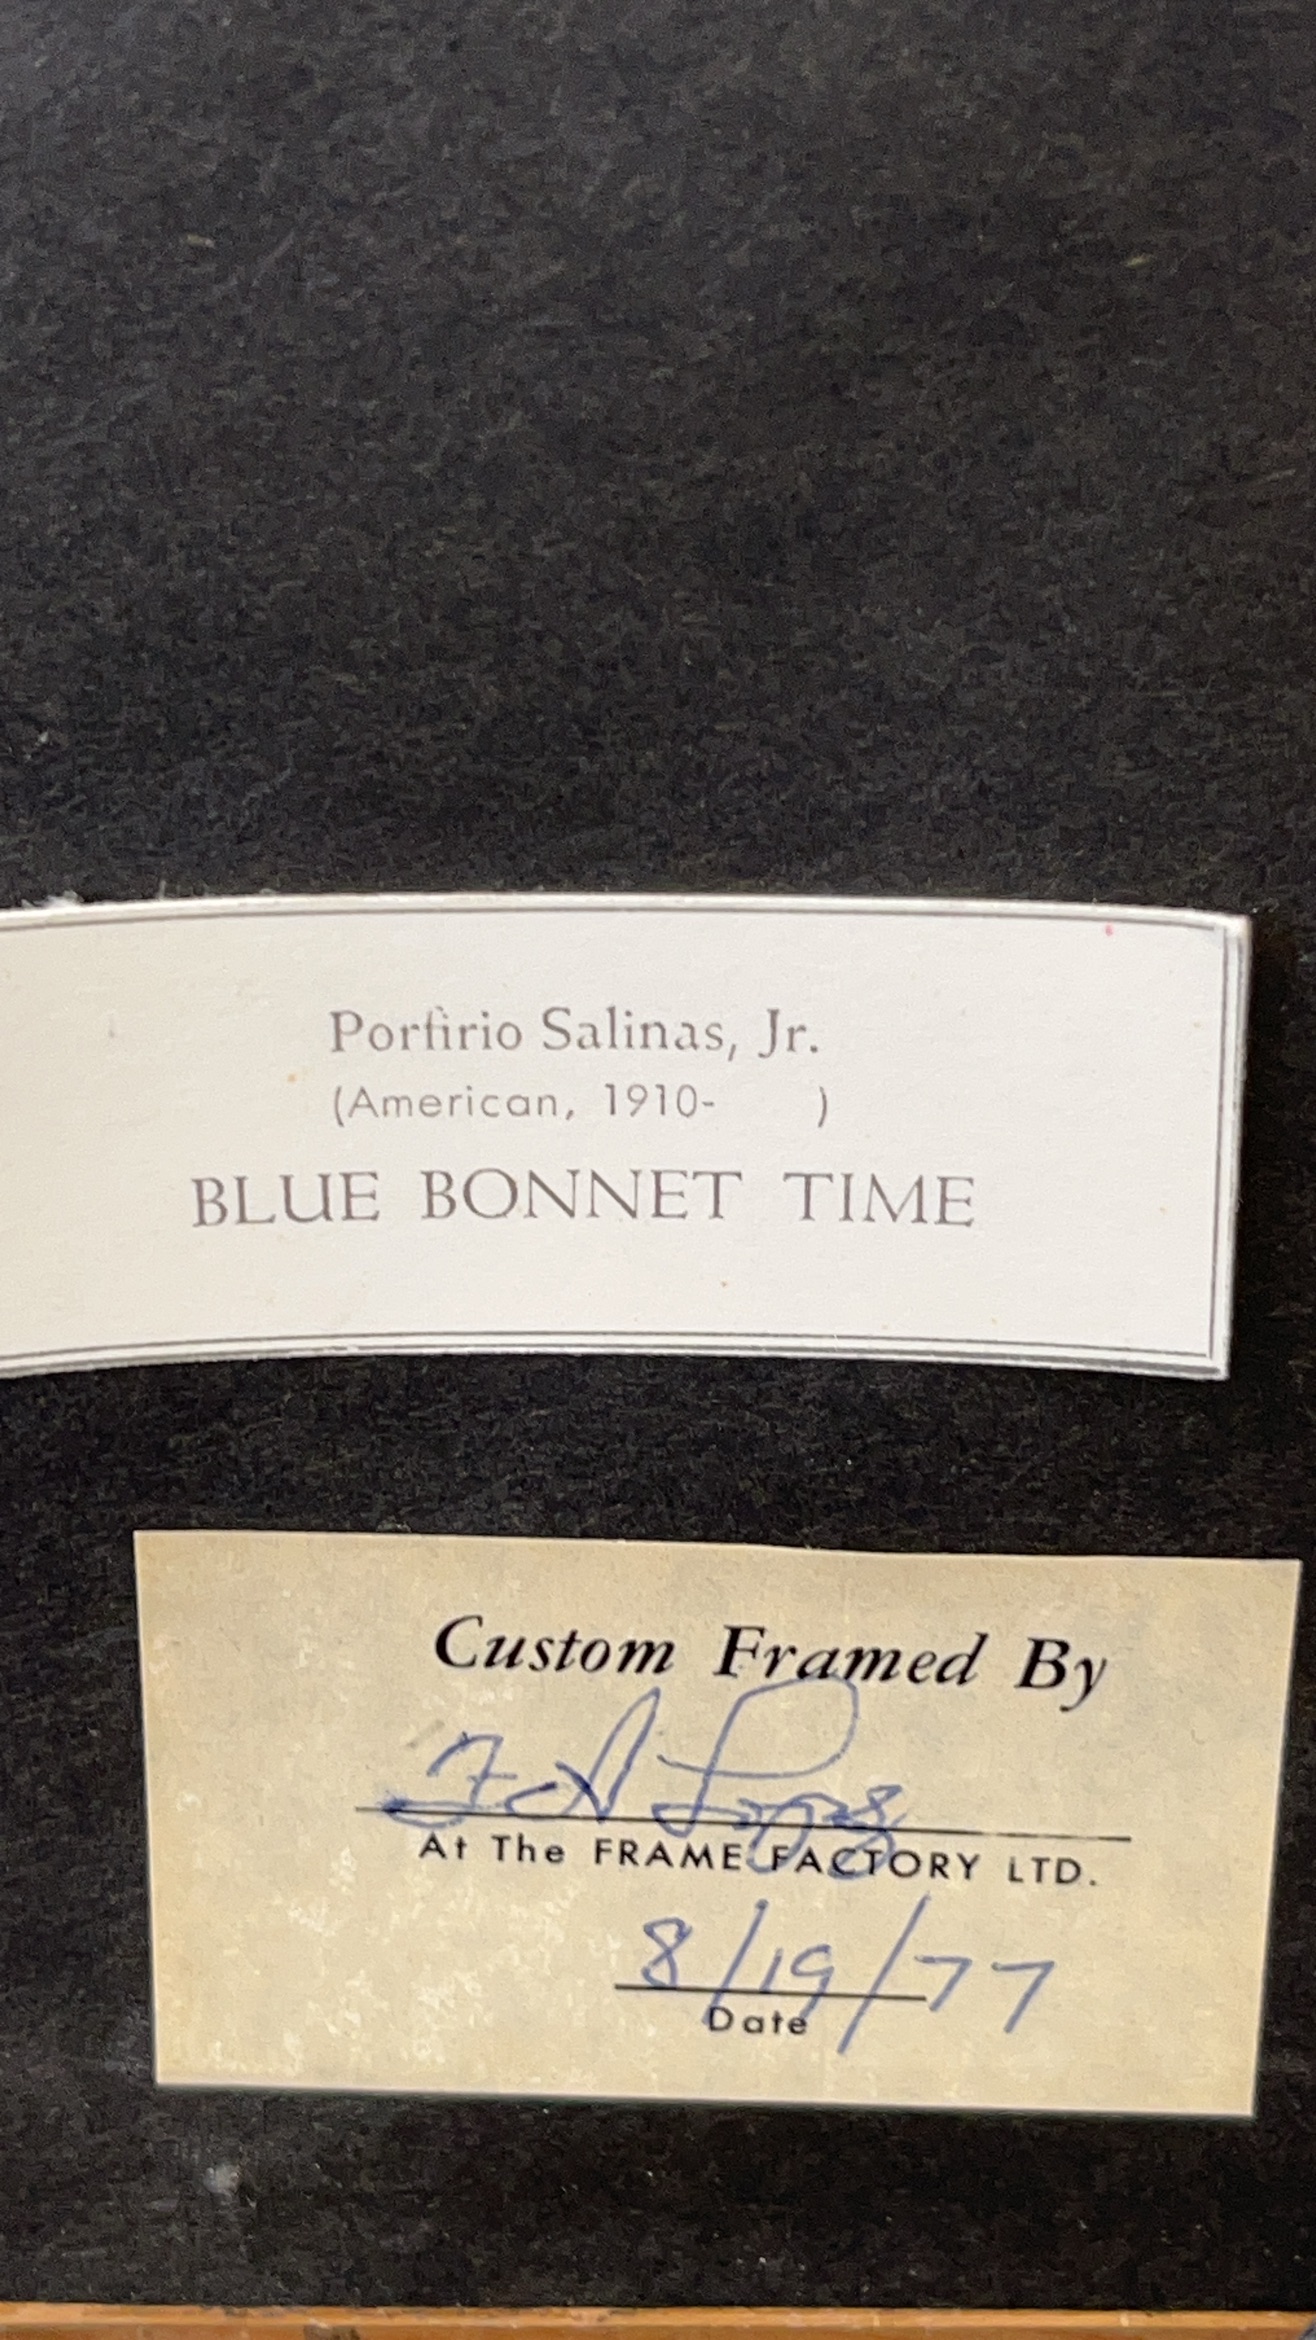 Porfirio Salinas, Jr.
(American, 1910- )
BLUE BONNET TIME
Custom Framed By
At The FRAME FACTORY LTD.
8/19/77
Date